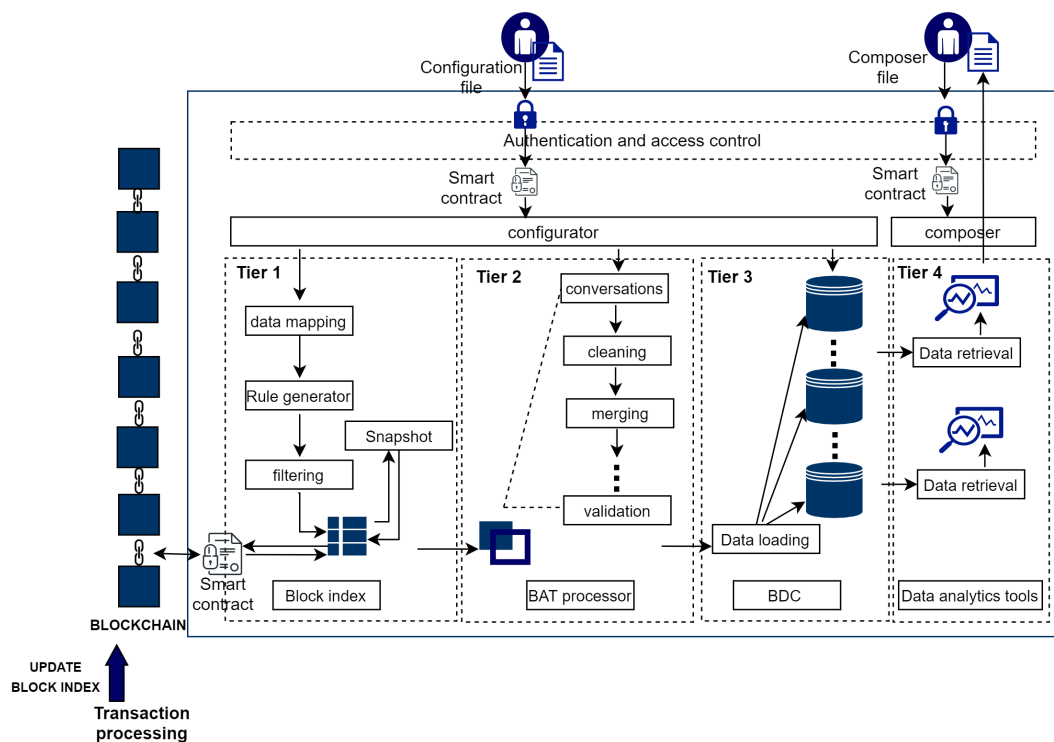 Configuration
file
Composer
file
Authentication and access control
Smart
contract
Smart
contract
configurator
composer
Tier 1
Tier 2
Tier 3
Tier 4
data mapping
Rule generator
filtering
Snapshot
conversations
cleaning
merging
validation
Data loading
Data retrieval
Data retrieval
Smart
contract
Block index
BAT processor
BDC
Data analytics tools
BLOCKCHAIN
UPDATE
BLOCK INDEX
Transaction
processing